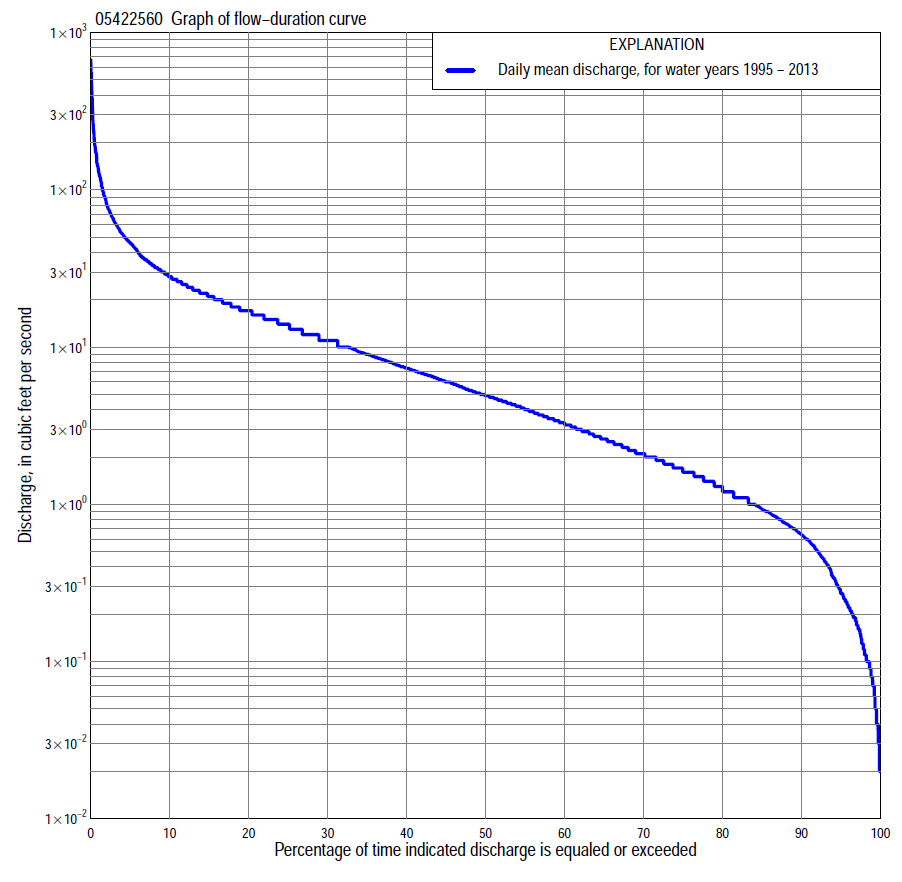 05422560 Graph of flow−duration curve
EXPLANATION
Daily mean discharge, for water years 1995 − 2013
1×10³
3×10²
1×10²
3×10¹
1×10¹
3×10⁰
1×10⁰
3×10⁻¹
1×10⁻¹
3×10⁻²
1×10⁻²
Discharge, in cubic feet per second
0 10 20 30 40 50 60 70 80 90 100
Percentage of time indicated discharge is equaled or exceeded